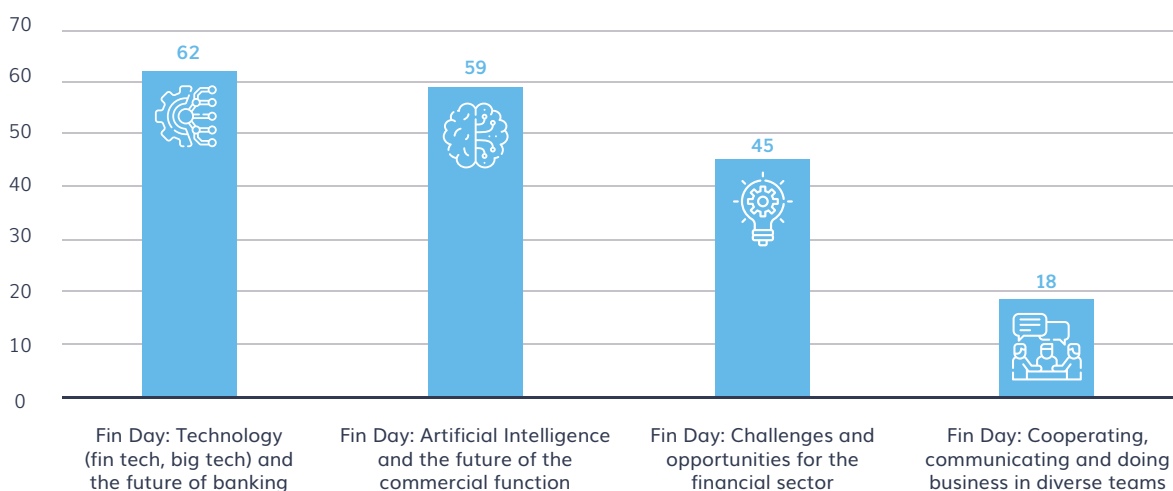 70
60
50
40
30
20
10
0
62
59
45
18
Fin Day: Technology
(fin tech, big tech) and
the future of banking
Fin Day: Artificial Intelligence
and the future of the
commercial function
Fin Day: Challenges and
opportunities for the
financial sector
Fin Day: Cooperating,
communicating and doing
business in diverse teams